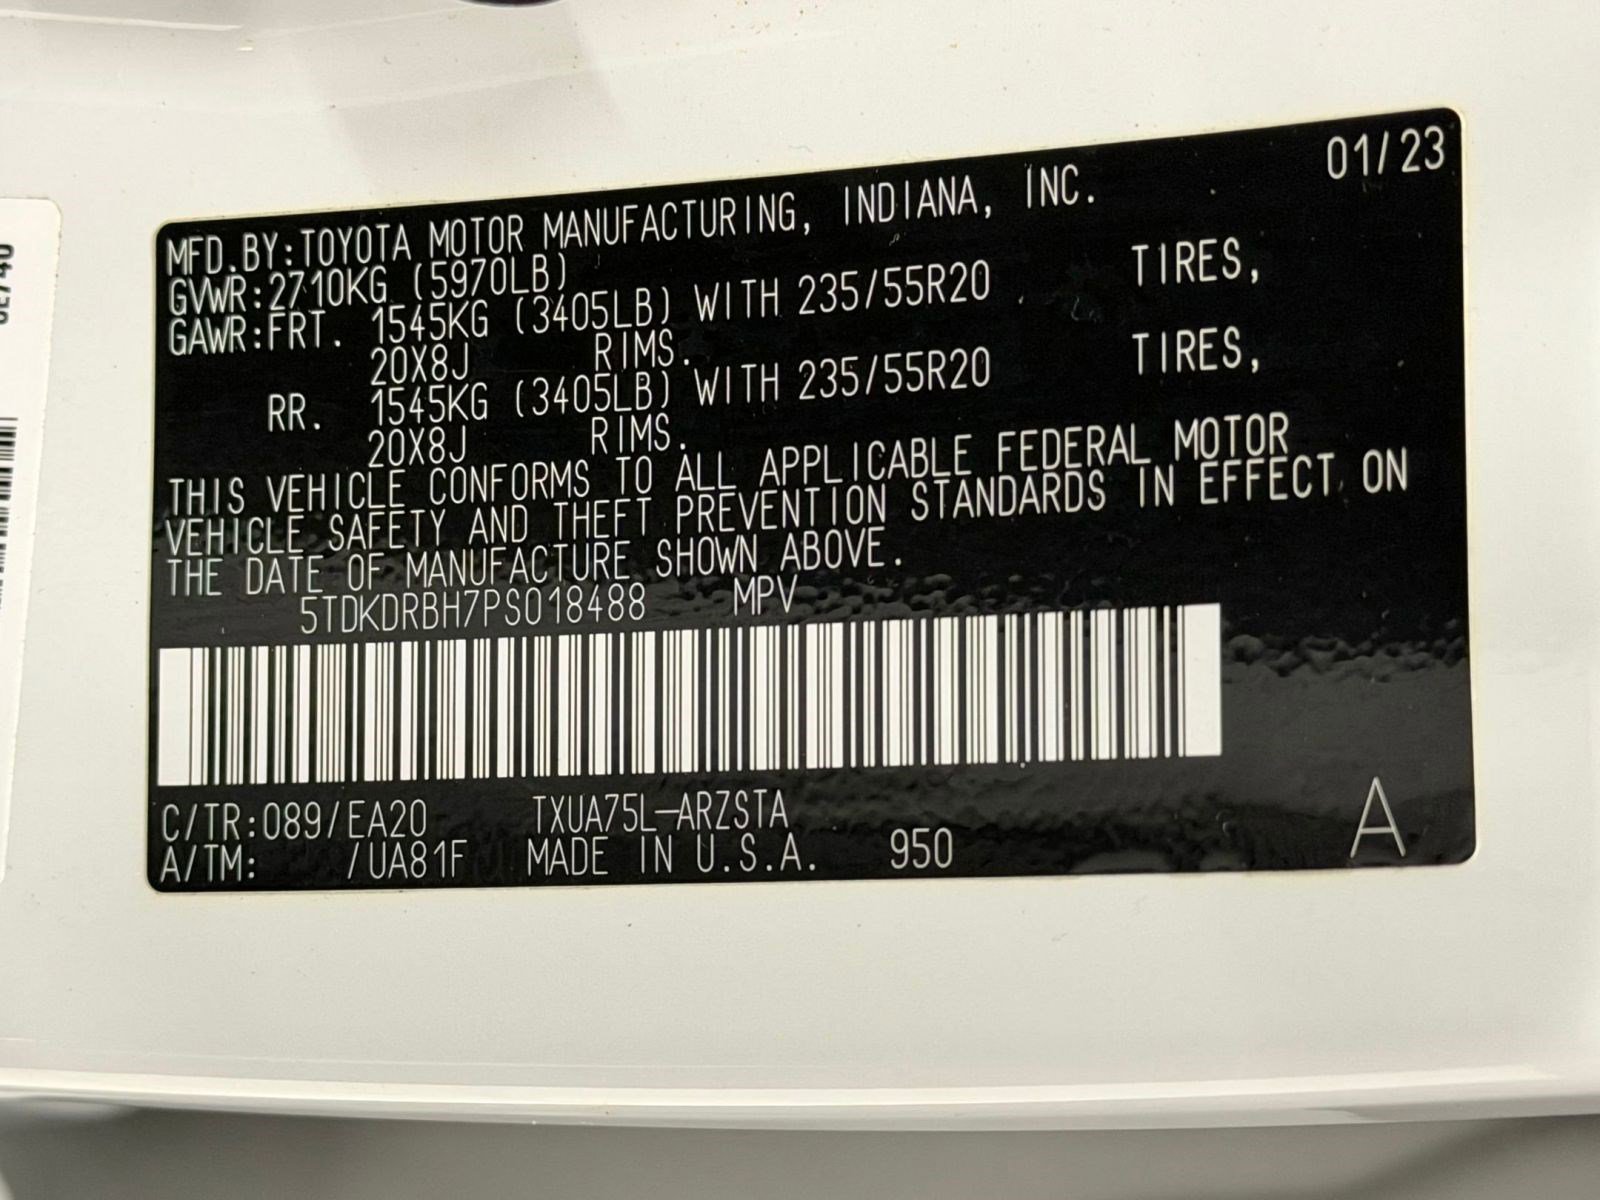 01/23
MFD.BY:TOYOTA MOTOR MANUFACTURING, INDIANA, INC.
GVWR:2710KG (5970LB)
GAWR:FRT. 1545KG (3405LB) WITH 235/55R20 TIRES,
20X8J RIMS.
RR. 1545KG (3405LB) WITH 235/55R20 TIRES,
20X8J RIMS.
THIS VEHICLE CONFORMS TO ALL APPLICABLE FEDERAL MOTOR
VEHICLE SAFETY AND THEFT PREVENTION STANDARDS IN EFFECT ON
THE DATE OF MANUFACTURE SHOWN ABOVE.
5TDKDRBH7PS018488 MPV
C/TR:089/EA20 TXUA75L-ARZSTA
A/TM: /UA81F MADE IN U.S.A. 950
A